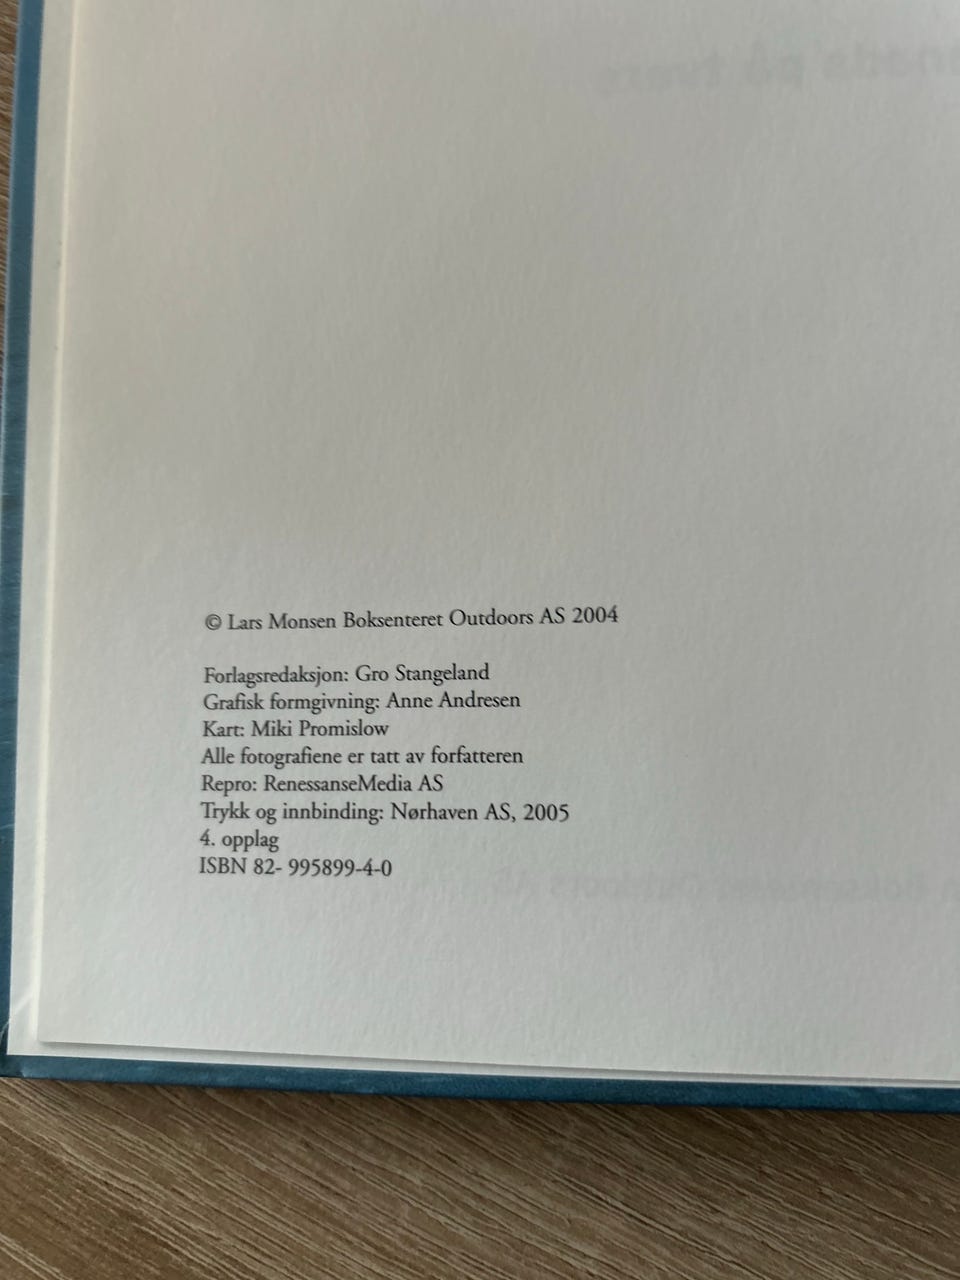 © Lars Monsen Boksenteret Outdoors AS 2004
Forlagsredaksjon: Gro Stangeland
Grafisk formgivning: Anne Andresen
Kart: Miki Promislow
Alle fotografiene er tatt av forfatteren
Repro: RenessanseMedia AS
Trykk og innbinding: Nørhaven AS, 2005
4. opplag
ISBN 82- 995899-4-0